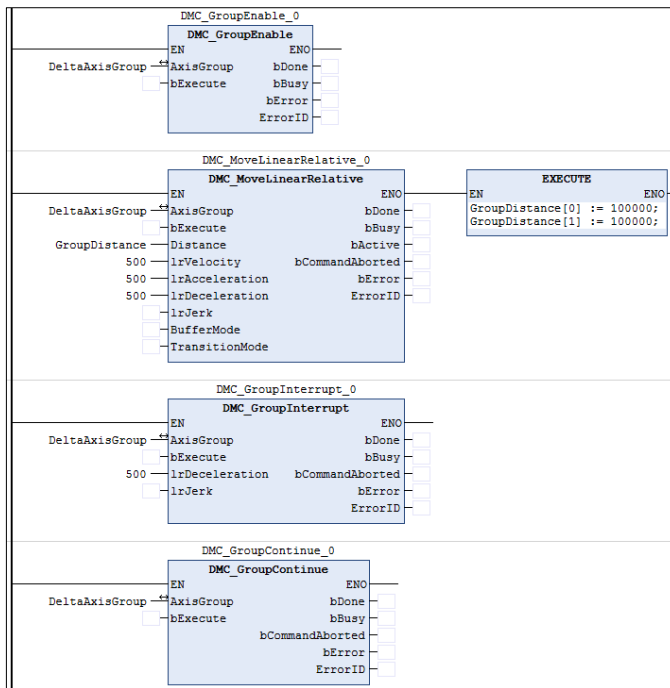 DMC_GroupEnable_0
DMC_GroupEnable
EN ENO
DeltaAxisGroup AxisGroup bDone
bExecute bBusy
bError
ErrorID
DMC_MoveLinearRelative_0
DMC_MoveLinearRelative EXECUTE
EN ENO EN ENO
DeltaAxisGroup AxisGroup bDone GroupDistance[0] := 100000;
bExecute bBusy GroupDistance[1] := 100000;
GroupDistance Distance bActive
500 lrVelocity bCommandAborted
500 lrAcceleration bError
500 lrDeceleration ErrorID
lrJerk
BufferMode
TransitionMode
DMC_GroupInterrupt_0
DMC_GroupInterrupt
EN ENO
DeltaAxisGroup AxisGroup bDone
bExecute bBusy
500 lrDeceleration bCommandAborted
lrJerk bError
ErrorID
DMC_GroupContinue_0
DMC_GroupContinue
EN ENO
DeltaAxisGroup AxisGroup bDone
bExecute bBusy
bCommandAborted
bError
ErrorID